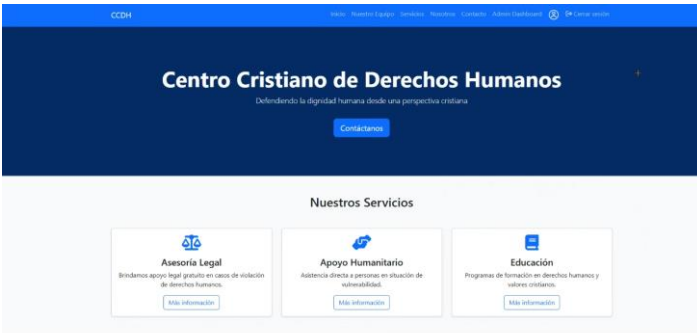 CCDH
Inicio Nuestro Equipo Servicios Nosotros Contacto Admin Dashboard Cerrar sesión
Centro Cristiano de Derechos Humanos
Defendiendo la dignidad humana desde una perspectiva cristiana
Contáctanos
Nuestros Servicios
Asesoría Legal
Brindamos apoyo legal gratuito en casos de violación
de derechos humanos.
Más información
Apoyo Humanitario
Asistencia directa a personas en situación de
vulnerabilidad.
Más información
Educación
Programas de formación en derechos humanos y
valores cristianos.
Más información